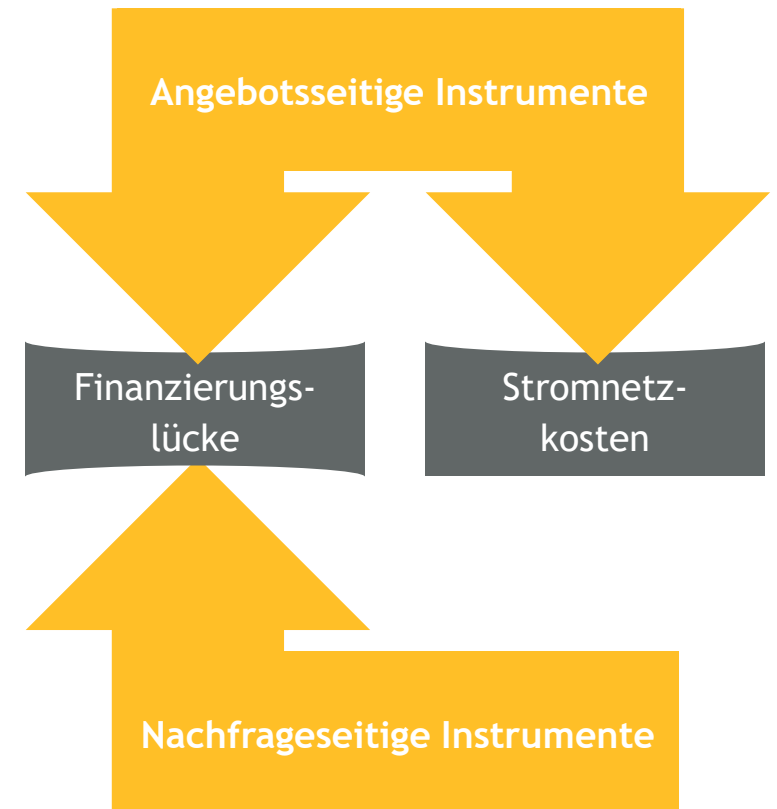 Angebotsseitige Instrumente
Finanzierungs-
lücke
Stromnetz-
kosten
Nachfrageseitige Instrumente